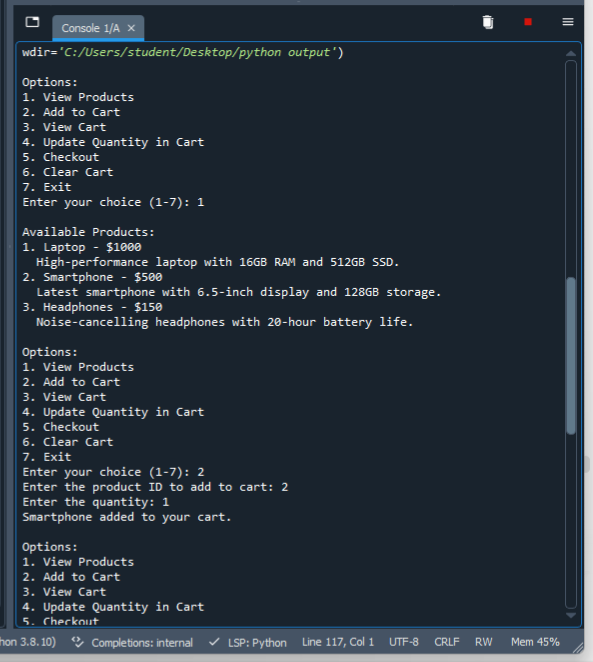 Console 1/A ×
wdir='C:/Users/student/Desktop/python output')
Options:
1. View Products
2. Add to Cart
3. View Cart
4. Update Quantity in Cart
5. Checkout
6. Clear Cart
7. Exit
Enter your choice (1-7): 1
Available Products:
1. Laptop - $1000
High-performance laptop with 16GB RAM and 512GB SSD.
2. Smartphone - $500
Latest smartphone with 6.5-inch display and 128GB storage.
3. Headphones - $150
Noise-cancelling headphones with 20-hour battery life.
Options:
1. View Products
2. Add to Cart
3. View Cart
4. Update Quantity in Cart
5. Checkout
6. Clear Cart
7. Exit
Enter your choice (1-7): 2
Enter the product ID to add to cart: 2
Enter the quantity: 1
Smartphone added to your cart.
Options:
1. View Products
2. Add to Cart
3. View Cart
4. Update Quantity in Cart
5. Checkout
hon 3.8.10) Completions: internal LSP: Python Line 117, Col 1 UTF-8 CRLF RW Mem 45%